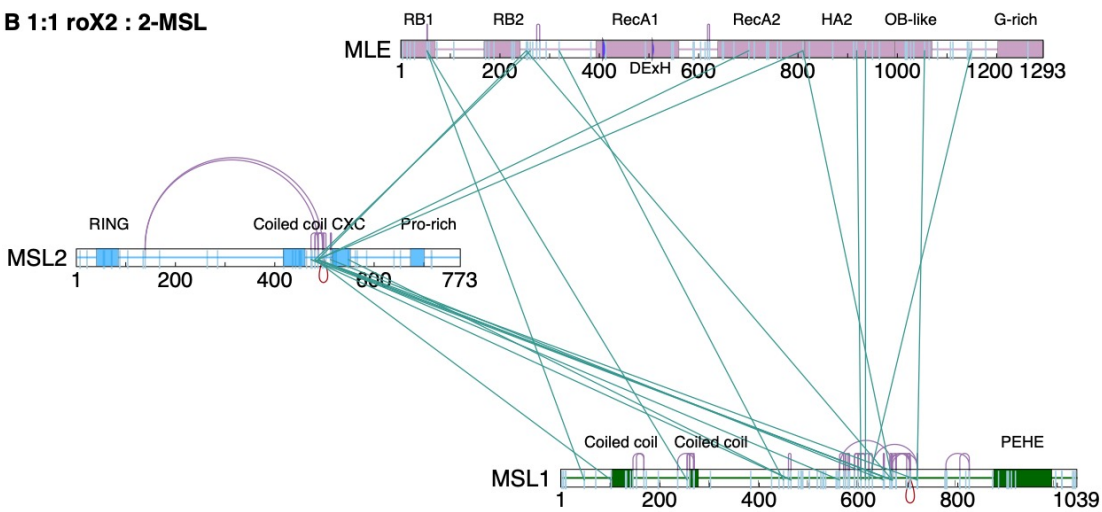 B 1:1 roX2 : 2-MSL
RB1 RB2 RecA1 RecA2 HA2 OB-like G-rich
MLE
1 200 400 DExH 600 800 1000 1200 1293
RING Coiled coil CXC Pro-rich
MSL2
1 200 400 600 773
Coiled coil Coiled coil PEHE
MSL1
1 200 400 600 800 1039